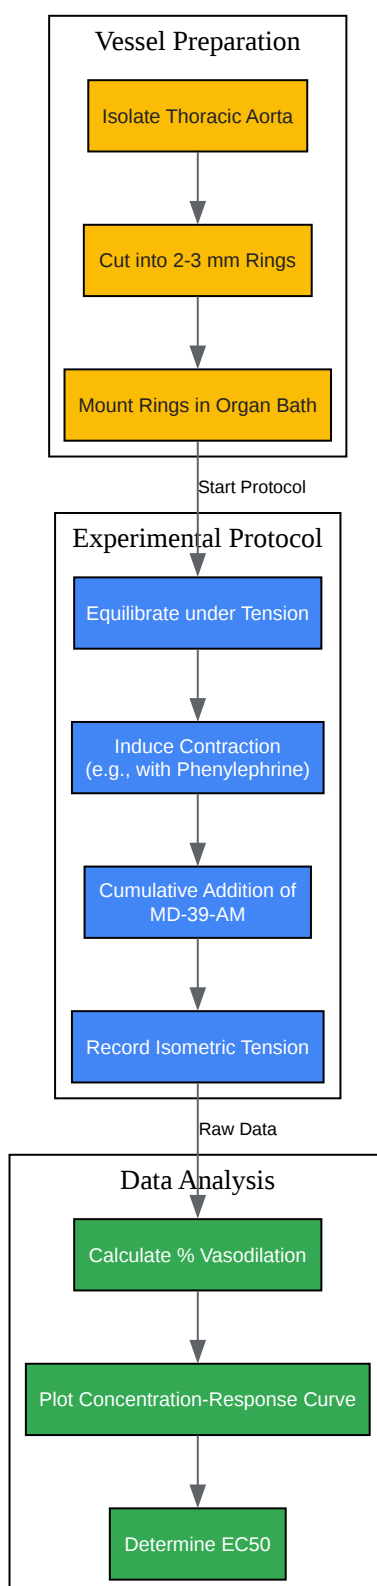 Vessel Preparation
Isolate Thoracic Aorta
Cut into 2-3 mm Rings
Mount Rings in Organ Bath
Start Protocol
Experimental Protocol
Equilibrate under Tension
Induce Contraction
(e.g., with Phenylephrine)
Cumulative Addition of
MD-39-AM
Record Isometric Tension
Raw Data
Data Analysis
Calculate % Vasodilation
Plot Concentration-Response Curve
Determine EC50